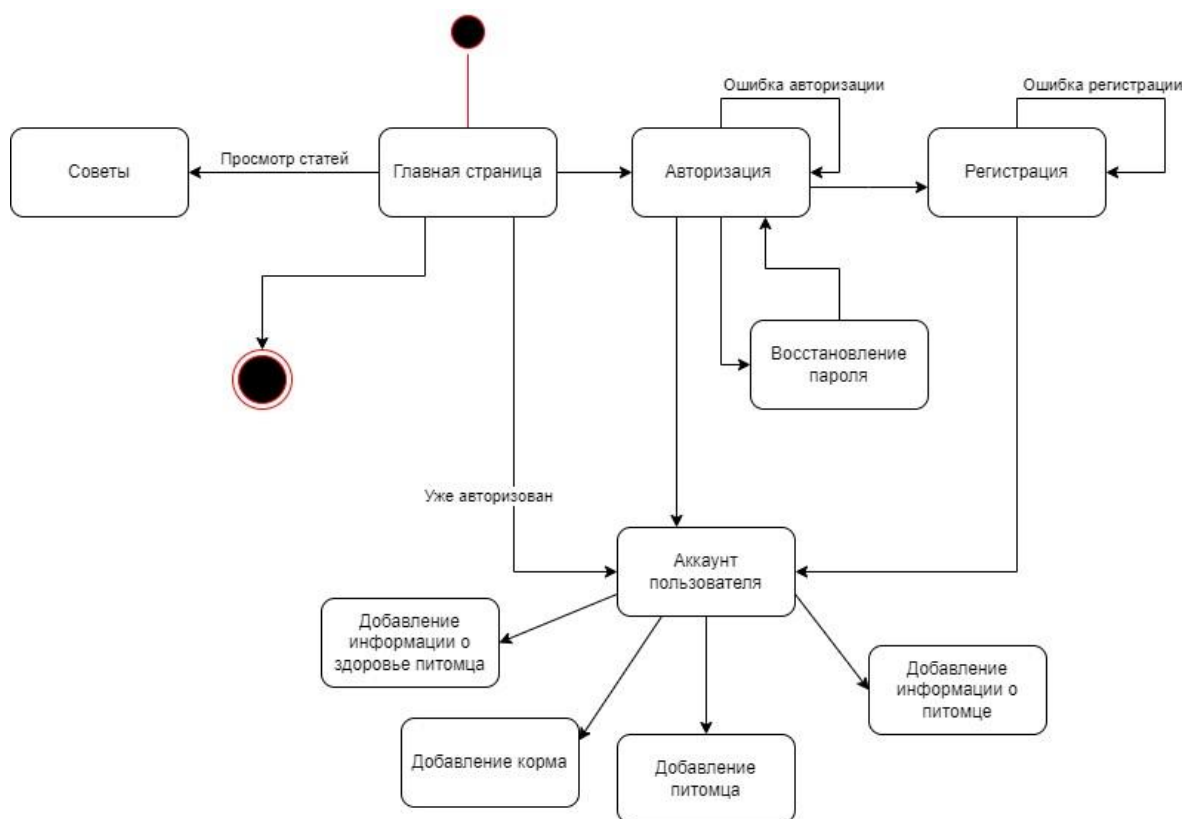 Ошибка авторизации
Ошибка регистрации
Советы
Просмотр статей
Главная страница
Авторизация
Регистрация
Восстановление
пароля
Уже авторизован
Аккаунт
пользователя
Добавление
информации о
здоровье питомца
Добавление
информации о
питомце
Добавление корма
Добавление
питомца